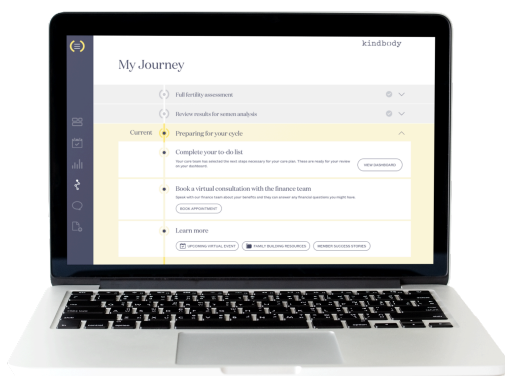 kindbody
My Journey
Full fertility assessment
Review results for semen analysis
Current
Preparing for your cycle
Complete your to-do list
Your care team has selected the next steps necessary for your care plan. These are ready for your review
on your dashboard.
VIEW DASHBOARD
Book a virtual consultation with the finance team
Speak with our finance team about your benefits and they can answer any financial questions you might have
BOOK APPOINTMENT
Learn more
UPCOMING VIRTUAL EVENT
FAMILY BUILDING RESOURCES
MEMBER SUCCESS STORIES